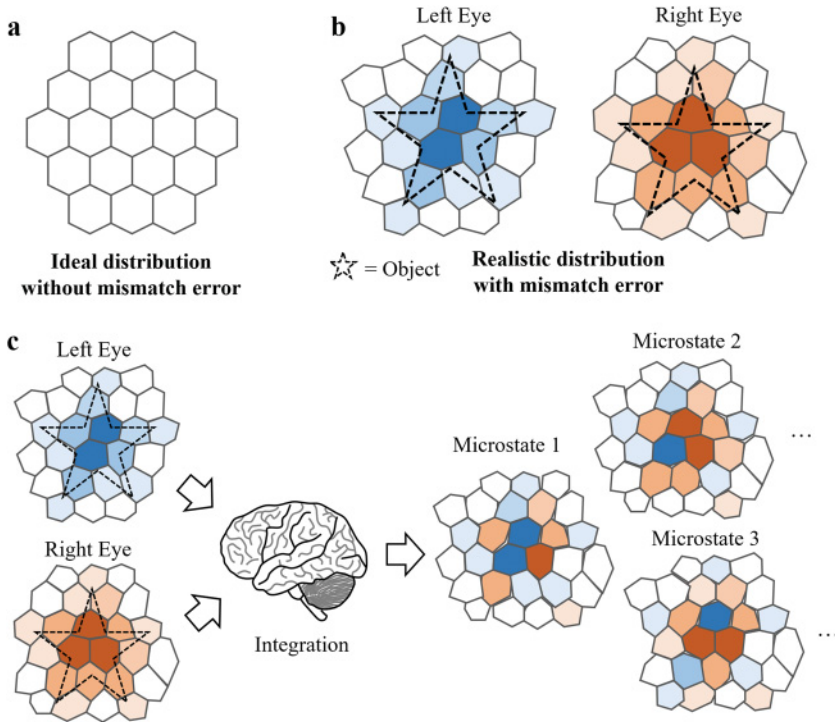 a
Ideal distribution
without mismatch error
b
Left Eye
Right Eye
= Object
Realistic distribution
with mismatch error
c
Left Eye
Right Eye
Integration
Microstate 1
Microstate 2
...
Microstate 3
...